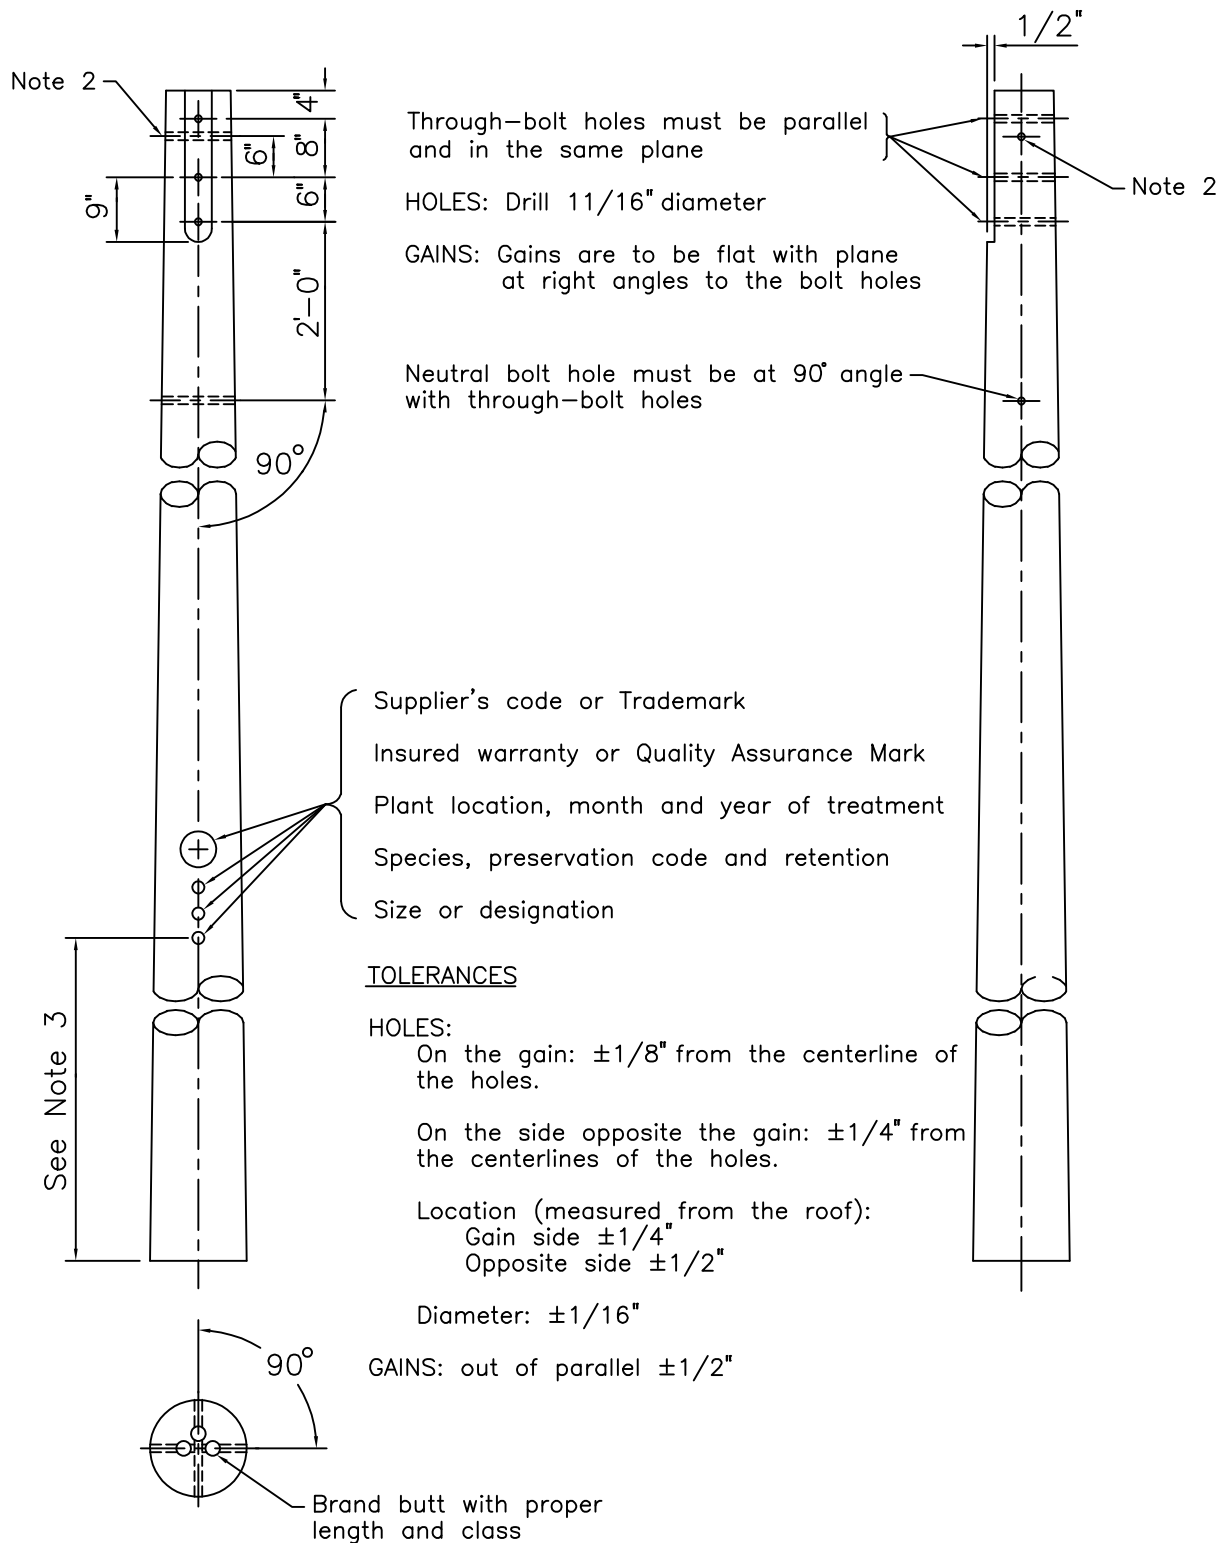 1/2"
Note 2
4"
8"
6"
6"
9"
2'-0"
90°
Through-bolt holes must be parallel
and in the same plane
HOLES: Drill 11/16" diameter
GAINS: Gains are to be flat with plane
at right angles to the bolt holes
Note 2
Neutral bolt hole must be at 90° angle
with through-bolt holes
Supplier's code or Trademark
Insured warranty or Quality Assurance Mark
Plant location, month and year of treatment
Species, preservation code and retention
Size or designation
See Note 3
TOLERANCES
HOLES:
On the gain: ±1/8" from the centerline of
the holes.
On the side opposite the gain: ±1/4" from
the centerlines of the holes.
Location (measured from the roof):
Gain side ±1/4"
Opposite side ±1/2"
Diameter: ±1/16"
GAINS: out of parallel ±1/2"
90°
Brand butt with proper
length and class